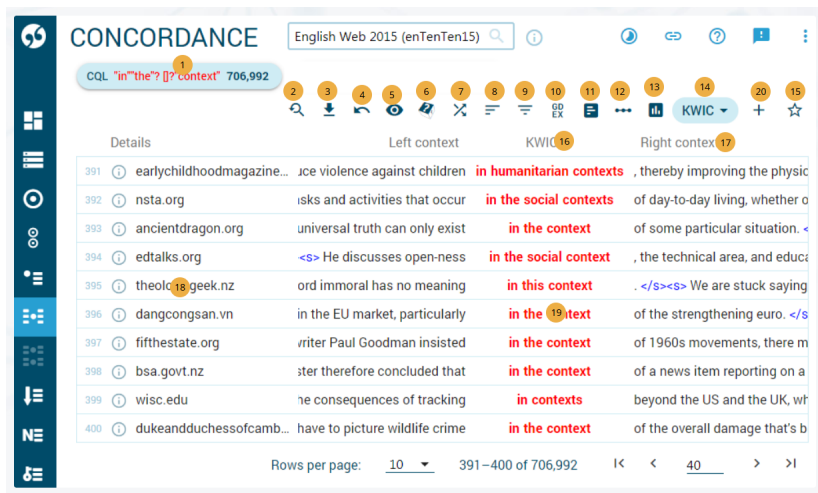 CONCORDANCE English Web 2015 (enTenTen15)
1
CQL "in""the"? []? context" 706,992
2 3 4 5 6 7 8 9 10 11 12 13 14 20 15
GD EX KWIC
Details Left context KWIC 16 Right context 17
391 earlychildhoodmagazine... uce violence against children in humanitarian contexts , thereby improving the physic
392 nsta.org sks and activities that occur in the social contexts of day-to-day living, whether o
393 ancientdragon.org universal truth can only exist in the context of some particular situation. <
394 edtalks.org <s> He discusses open-ness in the social context , the technical area, and educa
395 18 geek.nz ord immoral has no meaning in this context . </s><s> We are stuck saying
396 dangcongsan.vn in the EU market, particularly in the 19 text of the strengthening euro. </s
397 fifthestate.org writer Paul Goodman insisted in the context of 1960s movements, there m
398 bsa.govt.nz ster therefore concluded that in the context of a news item reporting on a
399 wisc.edu he consequences of tracking in contexts beyond the US and the UK, wh
400 dukeandduchessofcamb... have to picture wildlife crime in the context of the overall damage that's b
Rows per page: 10 391–400 of 706,992 40